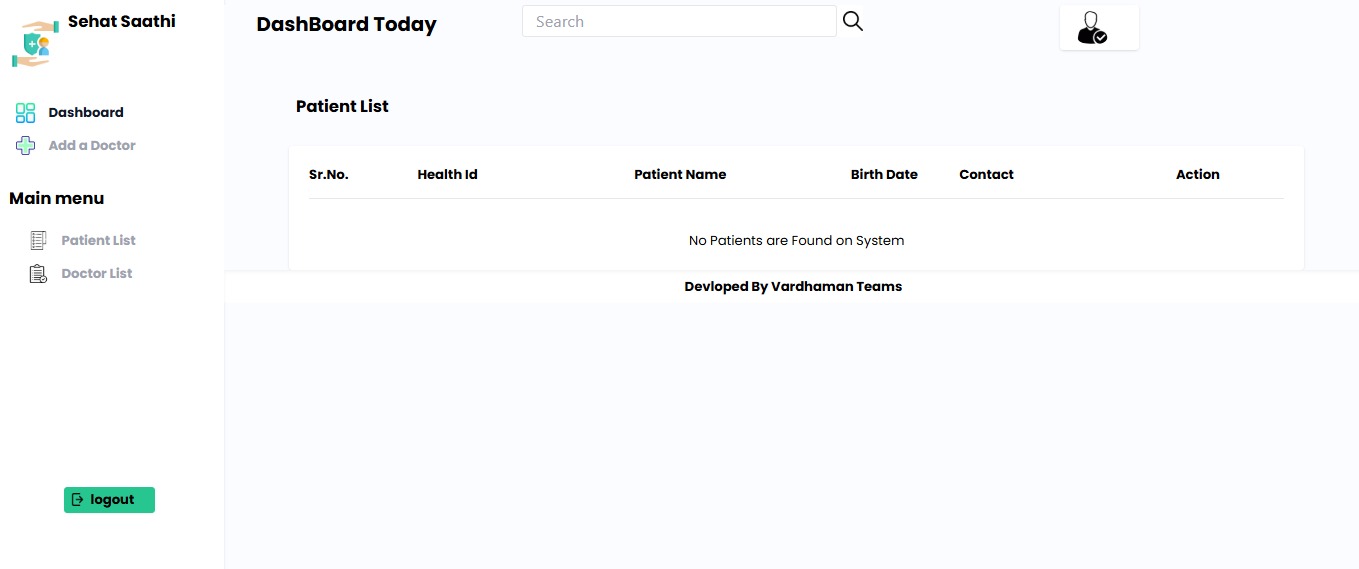 Sehat Saathi
DashBoard Today
Search
Dashboard
Add a Doctor
Main menu
Patient List
Doctor List
logout
Patient List
Sr.No. Health Id Patient Name Birth Date Contact Action
No Patients are Found on System
Devloped By Vardhaman Teams